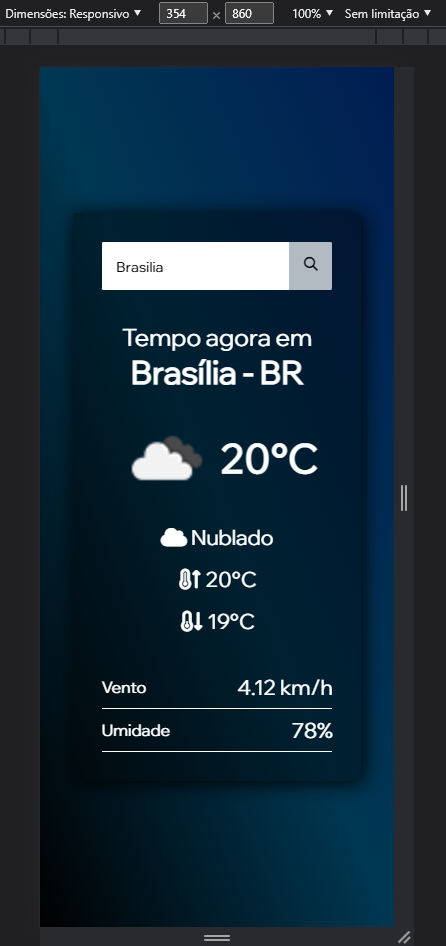 Dimensões: Responsivo ▼ 354 × 860 100% ▼ Sem limitação ▼
Brasilia
Tempo agora em
Brasília - BR
20°C
Nublado
20°C
19°C
Vento 4.12 km/h
Umidade 78%